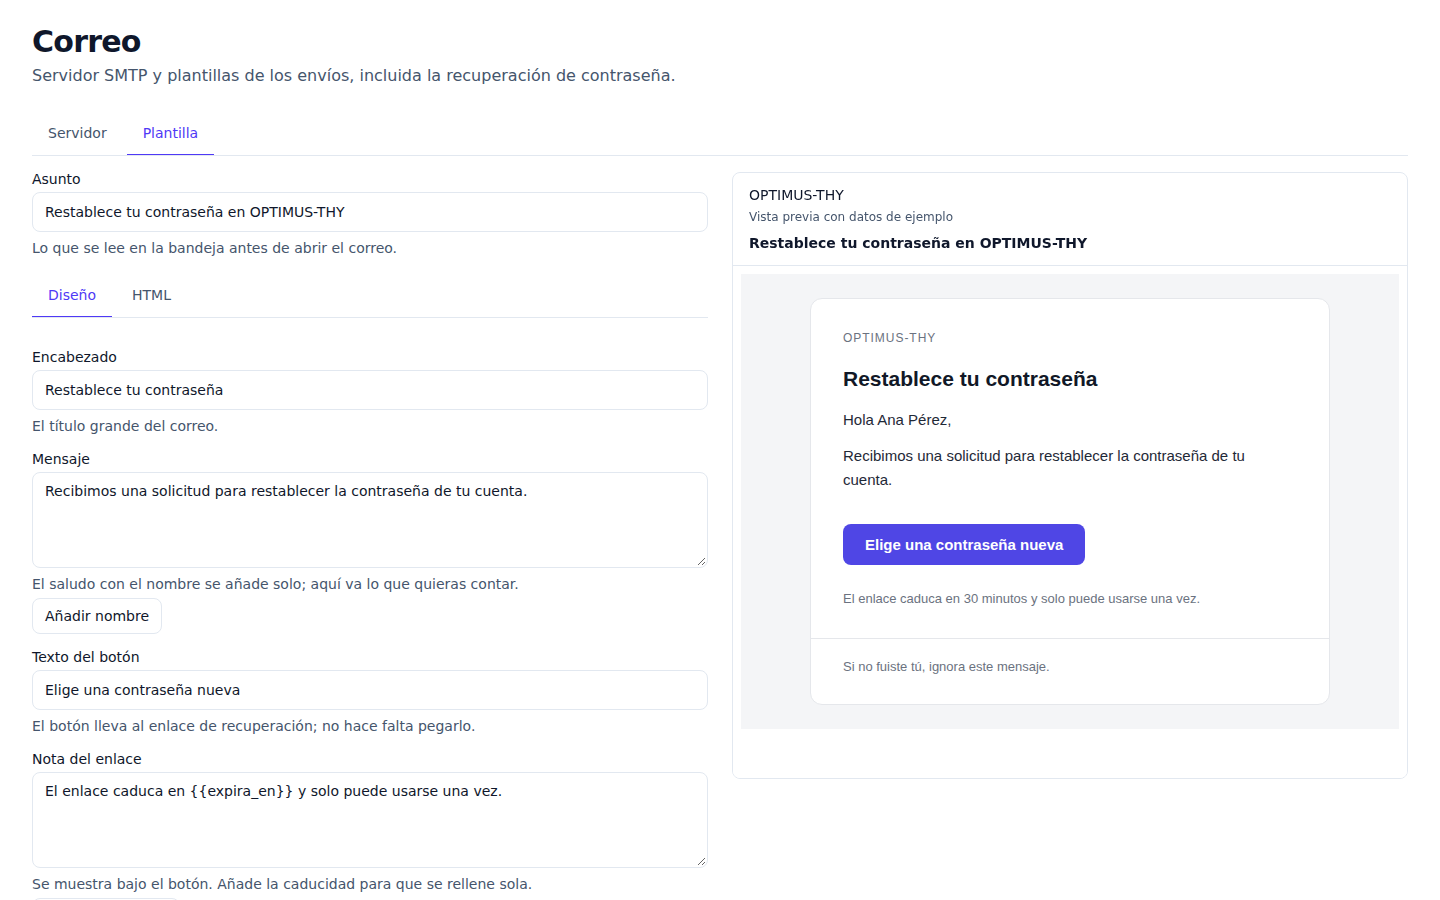 Correo
Servidor SMTP y plantillas de los envíos, incluida la recuperación de contraseña.
Servidor
Plantilla
Asunto
Restablece tu contraseña en OPTIMUS-THY
Lo que se lee en la bandeja antes de abrir el correo.
Diseño
HTML
Encabezado
Restablece tu contraseña
El título grande del correo.
Mensaje
Recibimos una solicitud para restablecer la contraseña de tu cuenta.
El saludo con el nombre se añade solo; aquí va lo que quieras contar.
Añadir nombre
Texto del botón
Elige una contraseña nueva
El botón lleva al enlace de recuperación; no hace falta pegarlo.
Nota del enlace
El enlace caduca en {{expira_en}} y solo puede usarse una vez.
Se muestra bajo el botón. Añade la caducidad para que se rellene sola.
OPTIMUS-THY
Vista previa con datos de ejemplo
Restablece tu contraseña en OPTIMUS-THY
OPTIMUS-THY
Restablece tu contraseña
Hola Ana Pérez,
Recibimos una solicitud para restablecer la contraseña de tu
cuenta.
Elige una contraseña nueva
El enlace caduca en 30 minutos y solo puede usarse una vez.
Si no fuiste tú, ignora este mensaje.